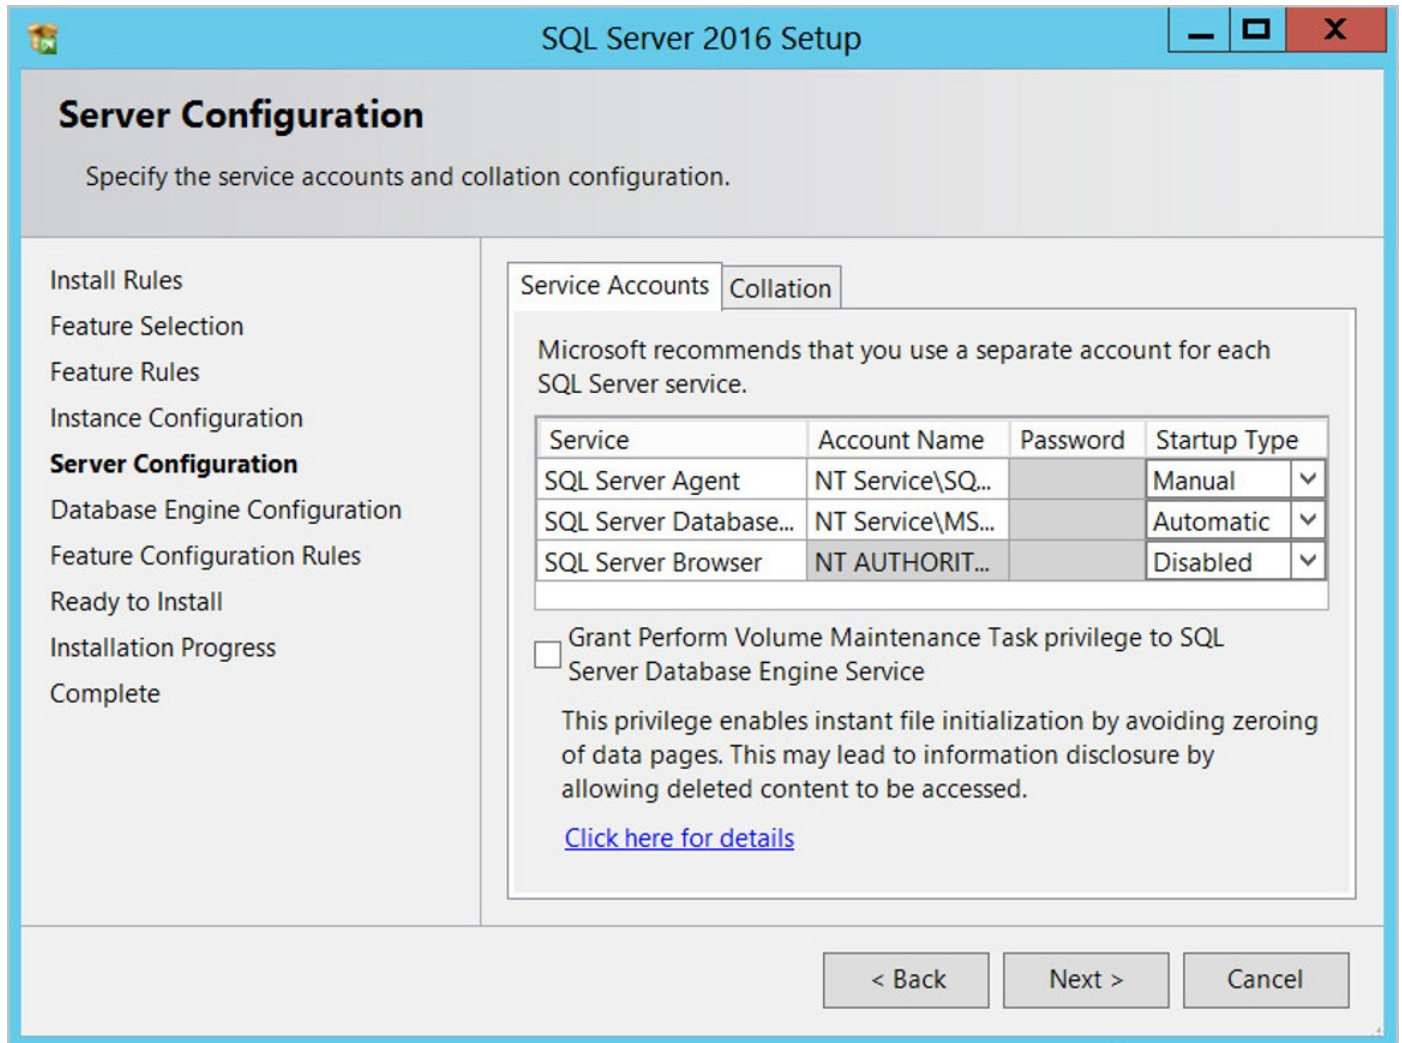 SQL Server 2016 Setup
Server Configuration
Specify the service accounts and collation configuration.
Install Rules
Feature Selection
Feature Rules
Instance Configuration
Server Configuration
Database Engine Configuration
Feature Configuration Rules
Ready to Install
Installation Progress
Complete
Service Accounts Collation
Microsoft recommends that you use a separate account for each
SQL Server service.
Service Account Name Password Startup Type
SQL Server Agent NT Service\SQ... Manual
SQL Server Database... NT Service\MS... Automatic
SQL Server Browser NT AUTHORIT... Disabled
Grant Perform Volume Maintenance Task privilege to SQL
Server Database Engine Service
This privilege enables instant file initialization by avoiding zeroing
of data pages. This may lead to information disclosure by
allowing deleted content to be accessed.
Click here for details
< Back Next > Cancel